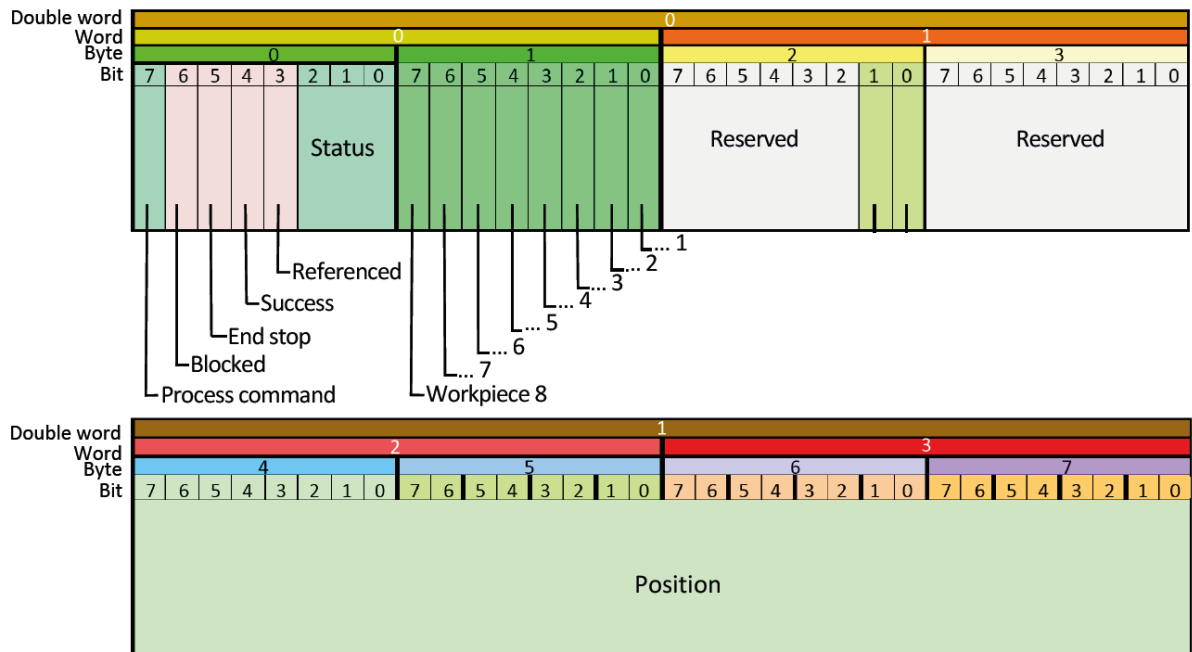 Double word 0
Word 0 1
Byte 0 1 2 3
Bit 7 6 5 4 3 2 1 0 7 6 5 4 3 2 1 0 7 6 5 4 3 2 1 0 7 6 5 4 3 2 1 0
Status Reserved Reserved
... 1
... 2
Referenced ... 3
Success ... 4
... 5
End stop ... 6
Blocked ... 7
Process command Workpiece 8
Double word 1
Word 2 3
Byte 4 5 6 7
Bit 7 6 5 4 3 2 1 0 7 6 5 4 3 2 1 0 7 6 5 4 3 2 1 0 7 6 5 4 3 2 1 0
Position